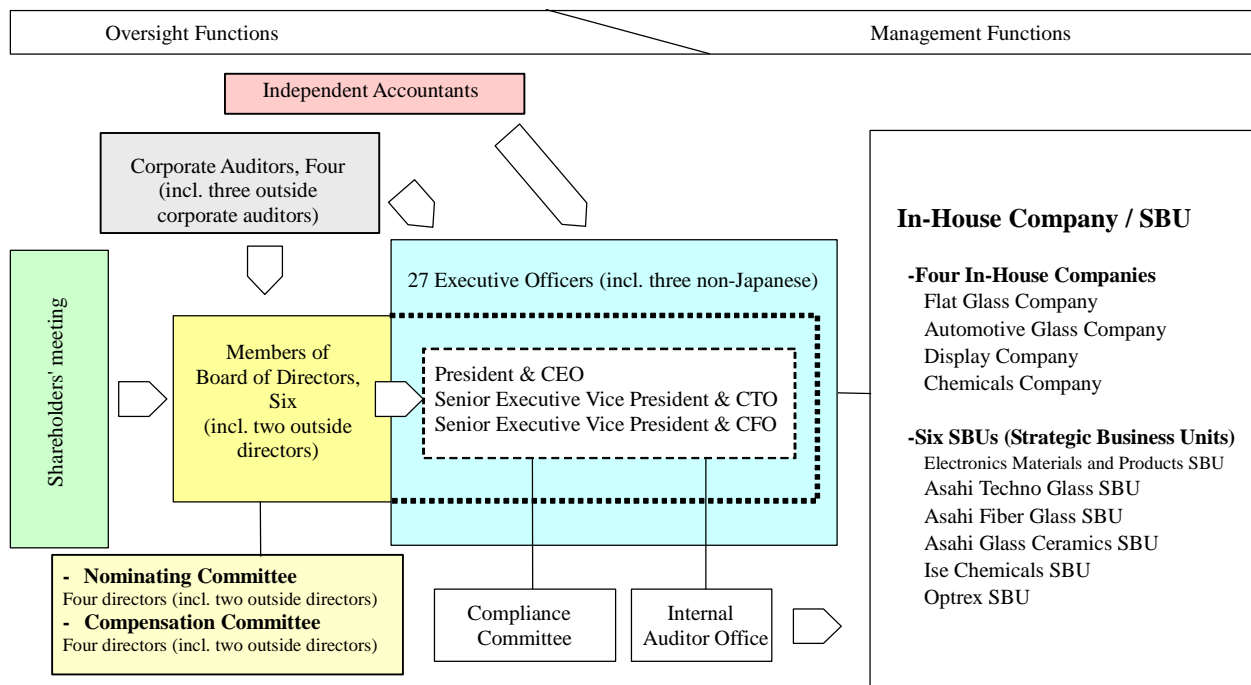 Oversight Functions
Management Functions
Independent Accountants
Corporate Auditors, Four
(incl. three outside
corporate auditors)
Shareholders' meeting
Members of
Board of Directors,
Six
(incl. two outside
directors)
27 Executive Officers (incl. three non-Japanese)
President & CEO
Senior Executive Vice President & CTO
Senior Executive Vice President & CFO
- Nominating Committee
Four directors (incl. two outside directors)
- Compensation Committee
Four directors (incl. two outside directors)
Compliance
Committee
Internal
Auditor Office
In-House Company / SBU
-Four In-House Companies
Flat Glass Company
Automotive Glass Company
Display Company
Chemicals Company
-Six SBUs (Strategic Business Units)
Electronics Materials and Products SBU
Asahi Techno Glass SBU
Asahi Fiber Glass SBU
Asahi Glass Ceramics SBU
Ise Chemicals SBU
Optrex SBU